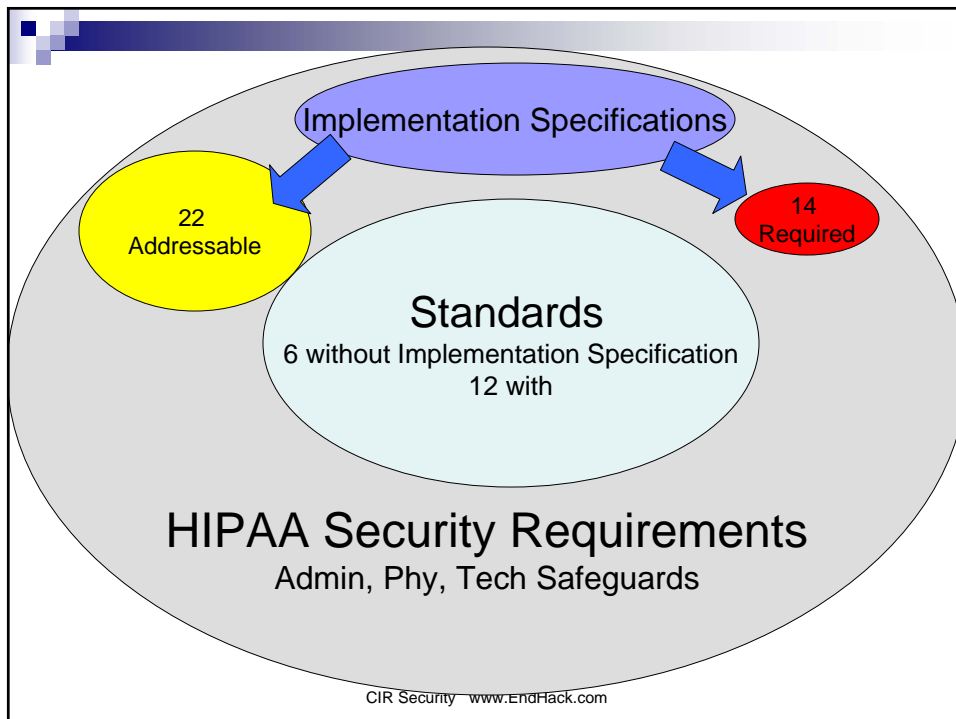 Implementation Specifications
22
Addressable
14
Required
Standards
6 without Implementation Specification
12 with
HIPAA Security Requirements
Admin, Phy, Tech Safeguards
CIR Security www.EndHack.com